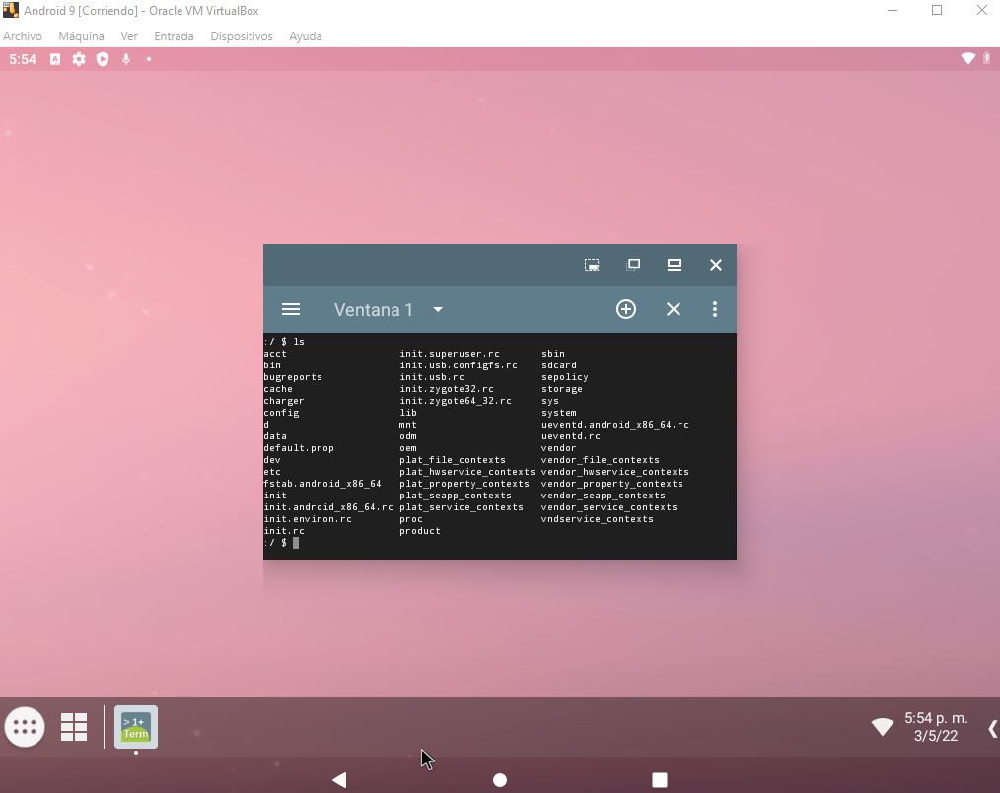 Android 9 [Corriendo] - Oracle VM VirtualBox
Archivo Máquina Ver Entrada Dispositivos Ayuda
5:54 A
Ventana 1
:/ $ ls
acct init.superuser.rc sbin
bin init.usb.configfs.rc sdcard
bugreports init.usb.rc sepolicy
cache init.zygote32.rc storage
charger init.zygote64_32.rc sys
config lib system
d mnt ueventd.android_x86_64.rc
data odm ueventd.rc
default.prop oem vendor
dev plat_file_contexts vendor_file_contexts
etc plat_hwservice_contexts vendor_hwservice_contexts
fstab.android_x86_64 plat_property_contexts vendor_property_contexts
init plat_seapp_contexts vendor_seapp_contexts
init.android_x86_64.rc plat_service_contexts vendor_service_contexts
init.environ.rc proc vndservice_contexts
init.rc product
:/ $
> 1+
Term
5:54 p. m.
3/5/22